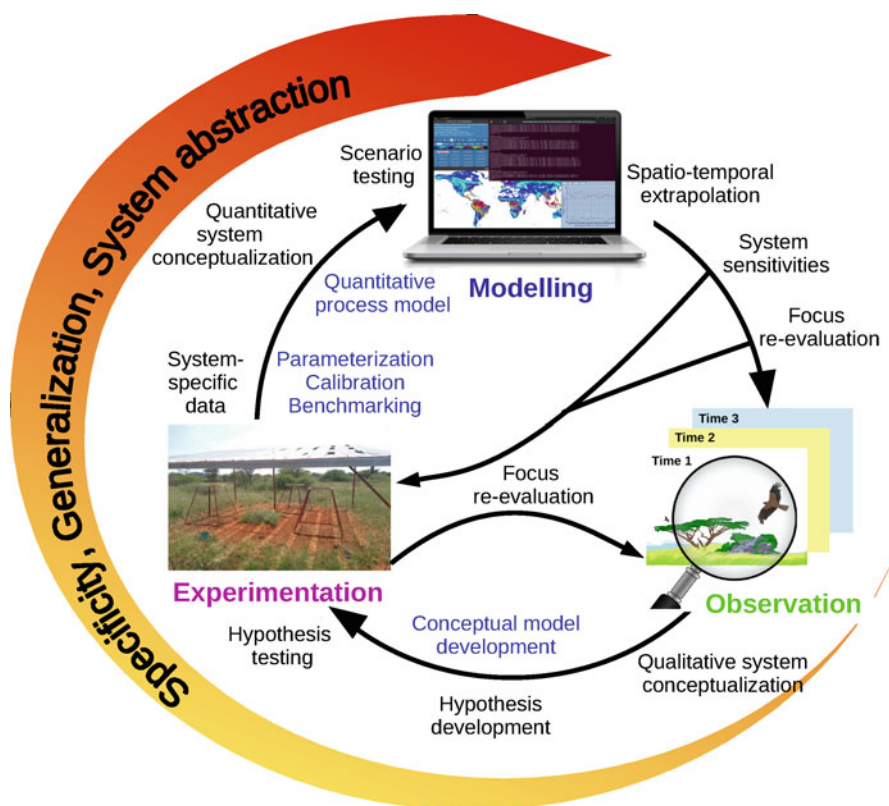 Specificity, Generalization, System abstraction
Scenario
testing
Spatio-temporal
extrapolation
Quantitative
system
conceptualization
System
sensitivities
Quantitative
process model
Modelling
Focus
re-evaluation
System-
specific
data
Parameterization
Calibration
Benchmarking
Time 3
Time 2
Time 1
Focus
re-evaluation
Experimentation
Observation
Hypothesis
testing
Conceptual model
development
Qualitative system
conceptualization
Hypothesis
development